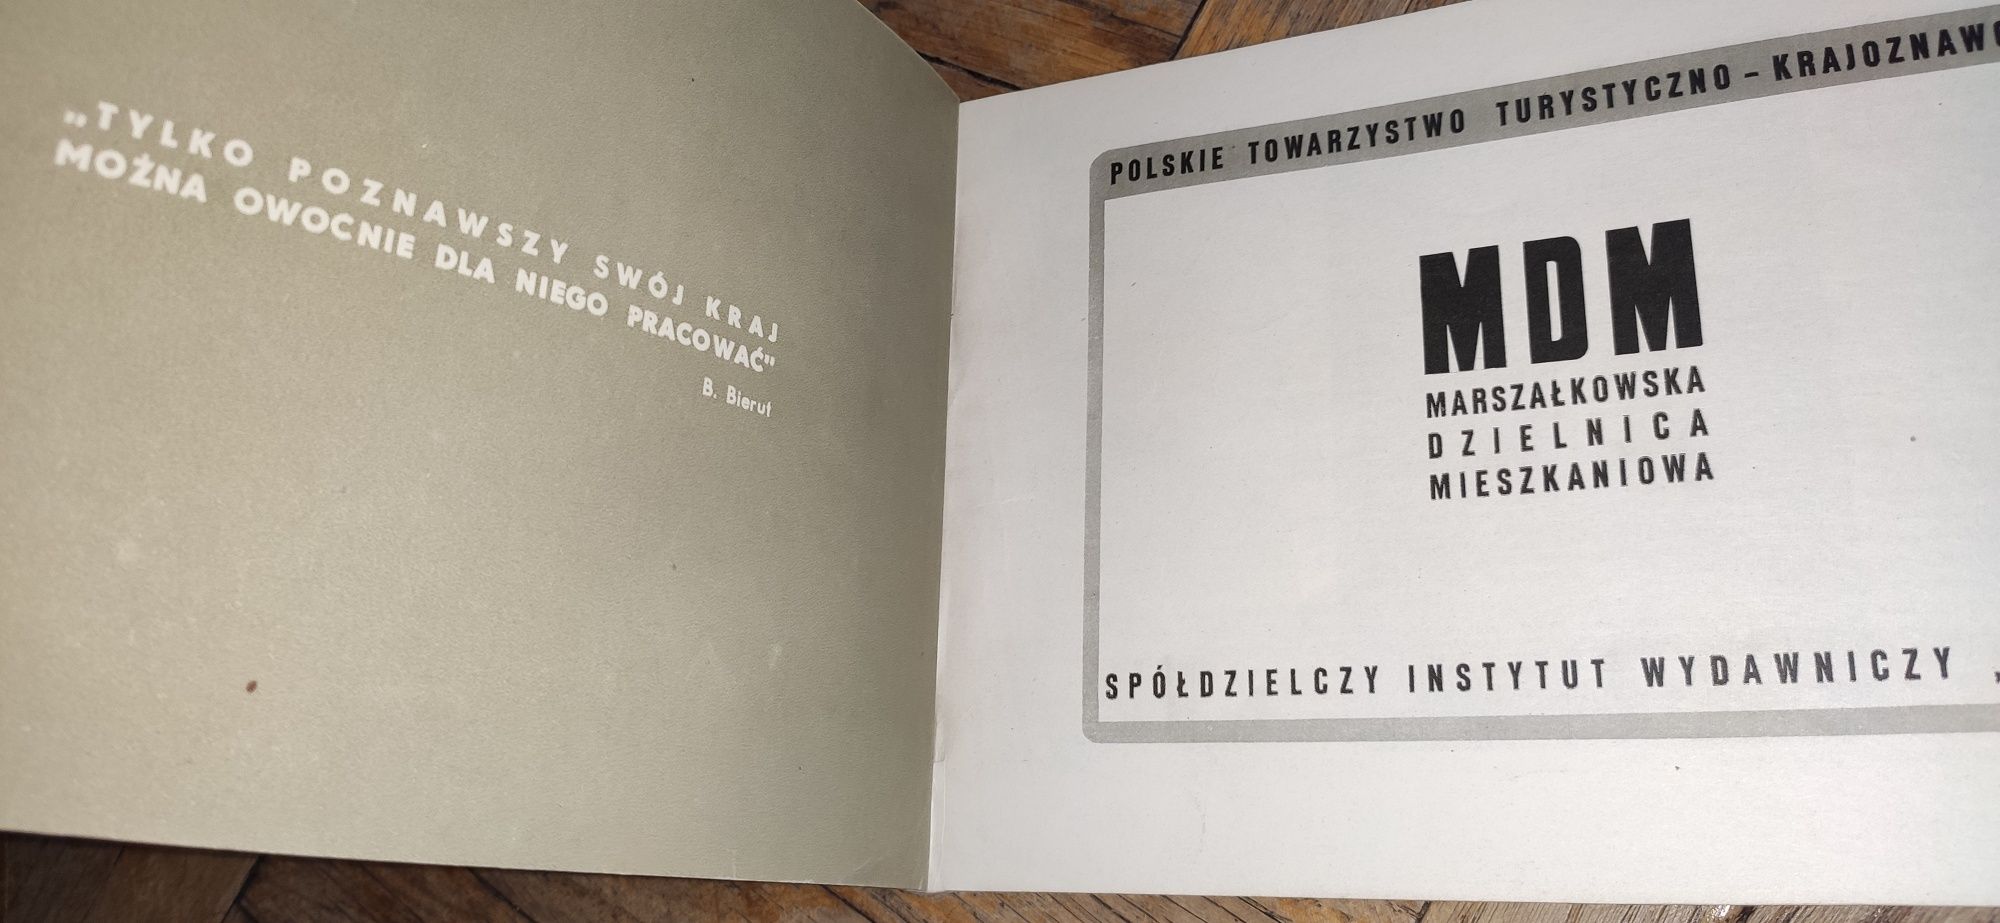 „TYLKO POZNAWSZY SWÓJ KRAJ
MOŻNA OWOCNIE DLA NIEGO PRACOWAĆ"
B. Bierut
POLSKIE TOWARZYSTWO TURYSTYCZNO – KRAJOZNAW
MDM
MARSZAŁKOWSKA
DZIELNICA
MIESZKANIOWA
SPÓŁDZIELCZY INSTYTUT WYDAWNICZY „